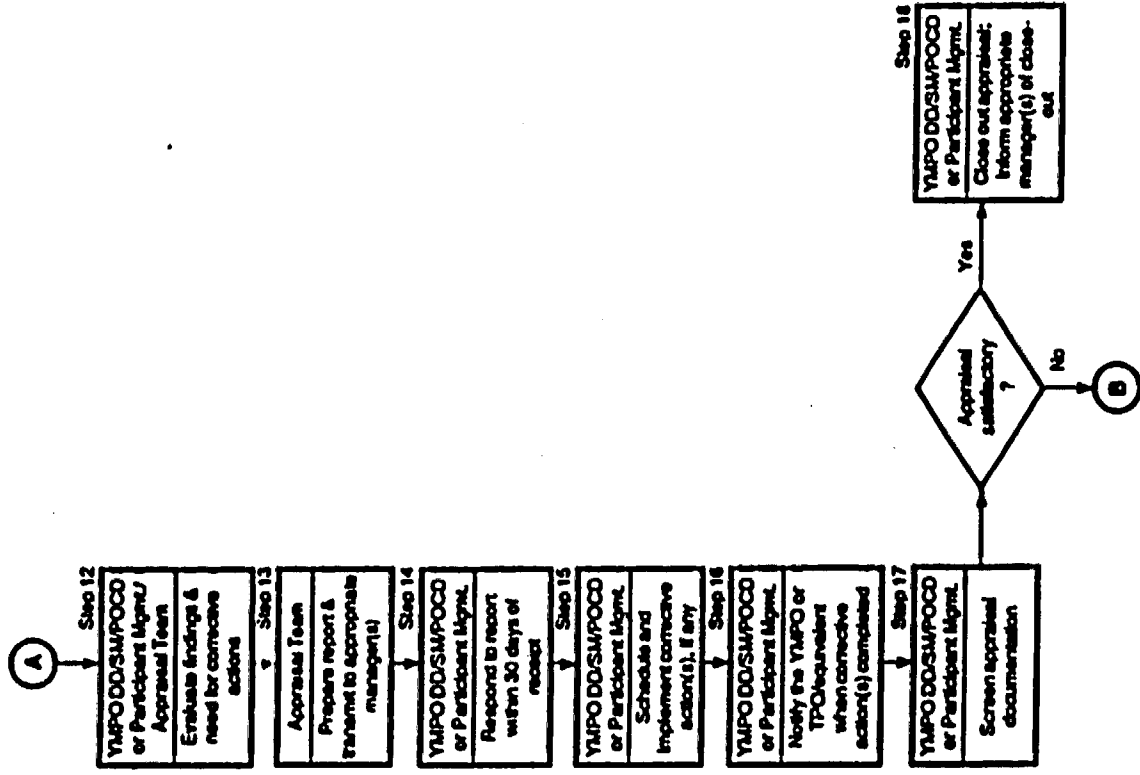 A
Step 12
YMPO DD/SM/POCD
or Participant Mgmt./
Appraisal Team
Evaluate findings &
need for corrective
actions
Step 13
Appraisal Team
Prepare report &
transmit to appropriate
manager(s)
Step 14
YMPO DD/SM/POCD
or Participant Mgmt.
Respond to report
within 30 days of
receipt
Step 15
YMPO DD/SM/POCD
or Participant Mgmt.
Schedule and
implement corrective
action(s), if any
Step 16
YMPO DD/SM/POCD
or Participant Mgmt.
Notify the YMPO or
TPO/equivalent
when corrective
action(s) completed
Step 17
YMPO DD/SM/POCD
or Participant Mgmt.
Screen appraisal
documentation
Appraisal
satisfactory
?
No
B
Yes
Step 18
YMPO DD/SM/POCD
or Participant Mgmt.
Close out appraisal;
Inform appropriate
manager(s) of close-
out